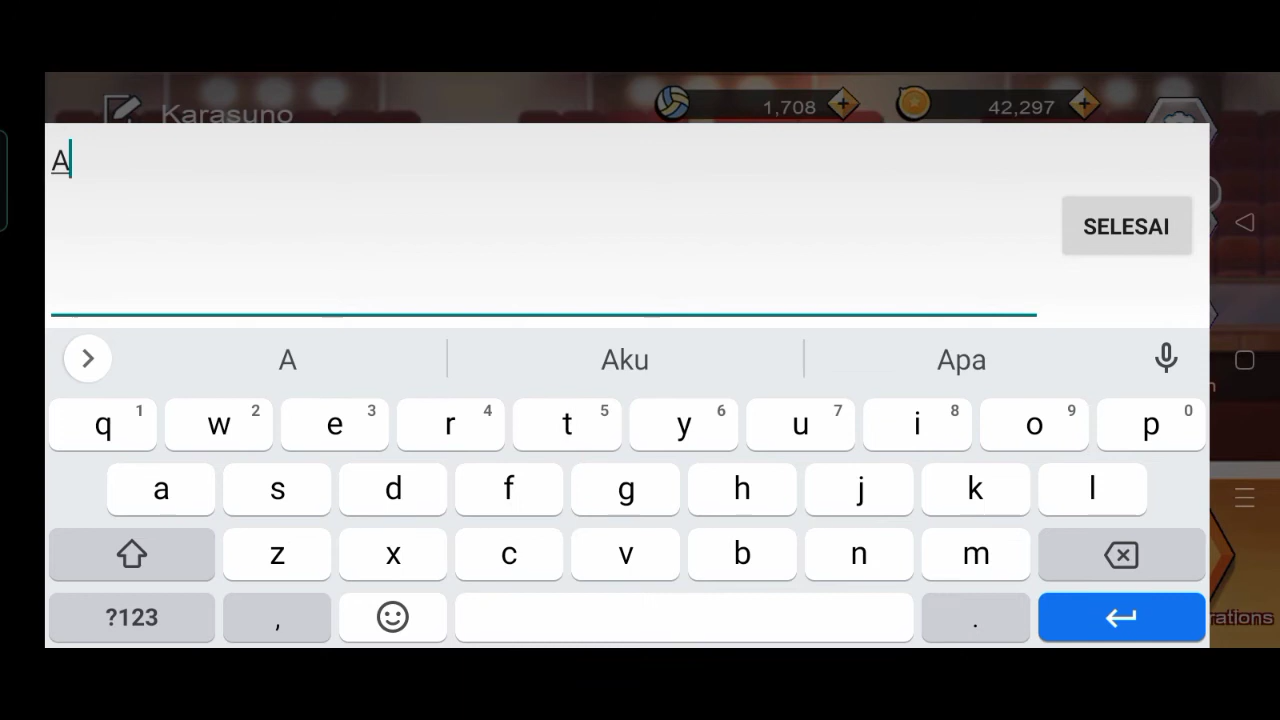 Karasuno
1,708
42,297
A
SELESAI
A Aku Apa
q 1 w 2 e 3 r 4 t 5 y 6 u 7 i 8 o 9 p 0
a s d f g h j k l
z x c v b n m
?123 , .